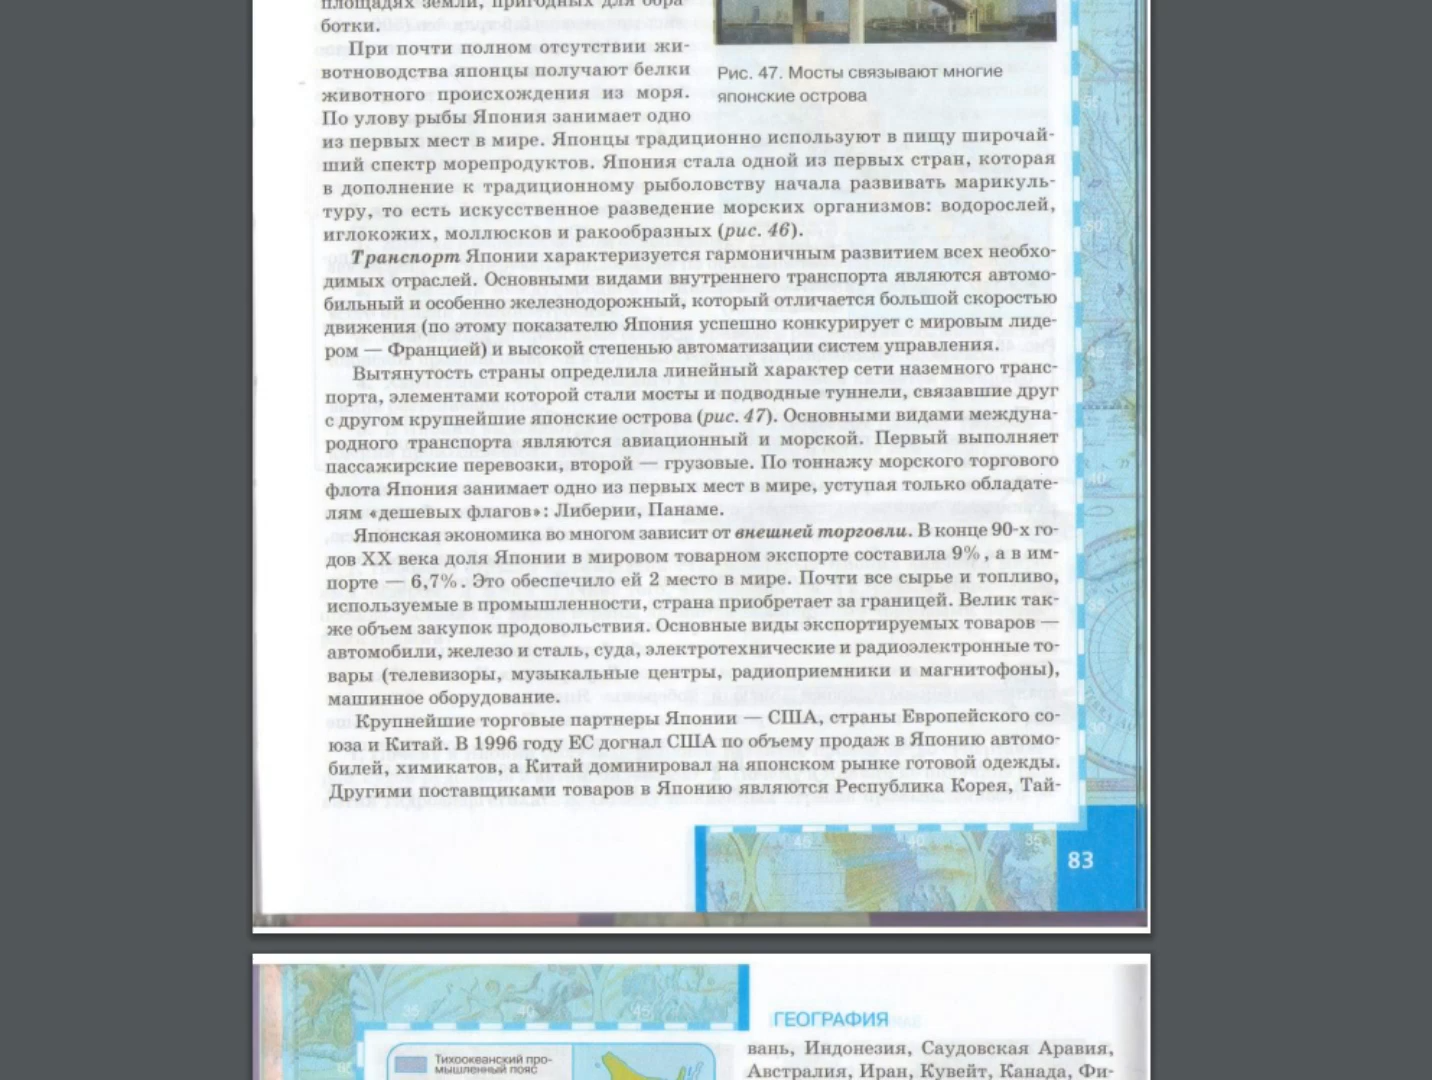 площадях земли, пригодных для обра
ботки.
При почти полном отсутствии жи-
вотноводства японцы получают белки
животного происхождения из моря.
По улову рыбы Япония занимает одно
из первых мест в мире. Японцы традиционно используют в пищу широчай-
ший спектр морепродуктов. Япония стала одной из первых стран, которая
в дополнение к традиционному рыболовству начала развивать марикуль-
туру, то есть искусственное разведение морских организмов: водорослей,
иглокожих, моллюсков и ракообразных (рис. 46).
Рис. 47. Мосты связывают многие
японские острова
Транспорт Японии характеризуется гармоничным развитием всех необхо-
димых отраслей. Основными видами внутреннего транспорта являются автомо-
бильный и особенно железнодорожный, который отличается большой скоростью
движения (по этому показателю Япония успешно конкурирует с мировым лиде-
ром — Францией) и высокой степенью автоматизации систем управления.
Вытянутость страны определила линейный характер сети наземного транс-
порта, элементами которой стали мосты и подводные туннели, связавшие друг
с другом крупнейшие японские острова (рис. 47). Основными видами междуна-
родного транспорта являются авиационный и морской. Первый выполняет
пассажирские перевозки, второй — грузовые. По тоннажу морского торгового
флота Япония занимает одно из первых мест в мире, уступая только обладате-
лям «дешевых флагов»: Либерии, Панаме.
Японская экономика во многом зависит от внешней торговли. В конце 90-х го-
дов XX века доля Японии в мировом товарном экспорте составила 9%, а в им-
порте — 6,7%. Это обеспечило ей 2 место в мире. Почти все сырье и топливо,
используемые в промышленности, страна приобретает за границей. Велик так-
же объем закупок продовольствия. Основные виды экспортируемых товаров —
автомобили, железо и сталь, суда, электротехнические и радиоэлектронные то-
вары (телевизоры, музыкальные центры, радиоприемники и магнитофоны),
машинное оборудование.
Крупнейшие торговые партнеры Японии — США, страны Европейского со-
юза и Китай. В 1996 году ЕС догнал США по объему продаж в Японию автомо-
билей, химикатов, а Китай доминировал на японском рынке готовой одежды.
Другими поставщиками товаров в Японию являются Республика Корея, Тай-
45 40 35
83
35 40 45
ГЕОГРАФИЯ
Тихоокеанский про-
мышленный пояс
вань, Индонезия, Саудовская Аравия,
Австралия, Иран, Кувейт, Канада, Фи-